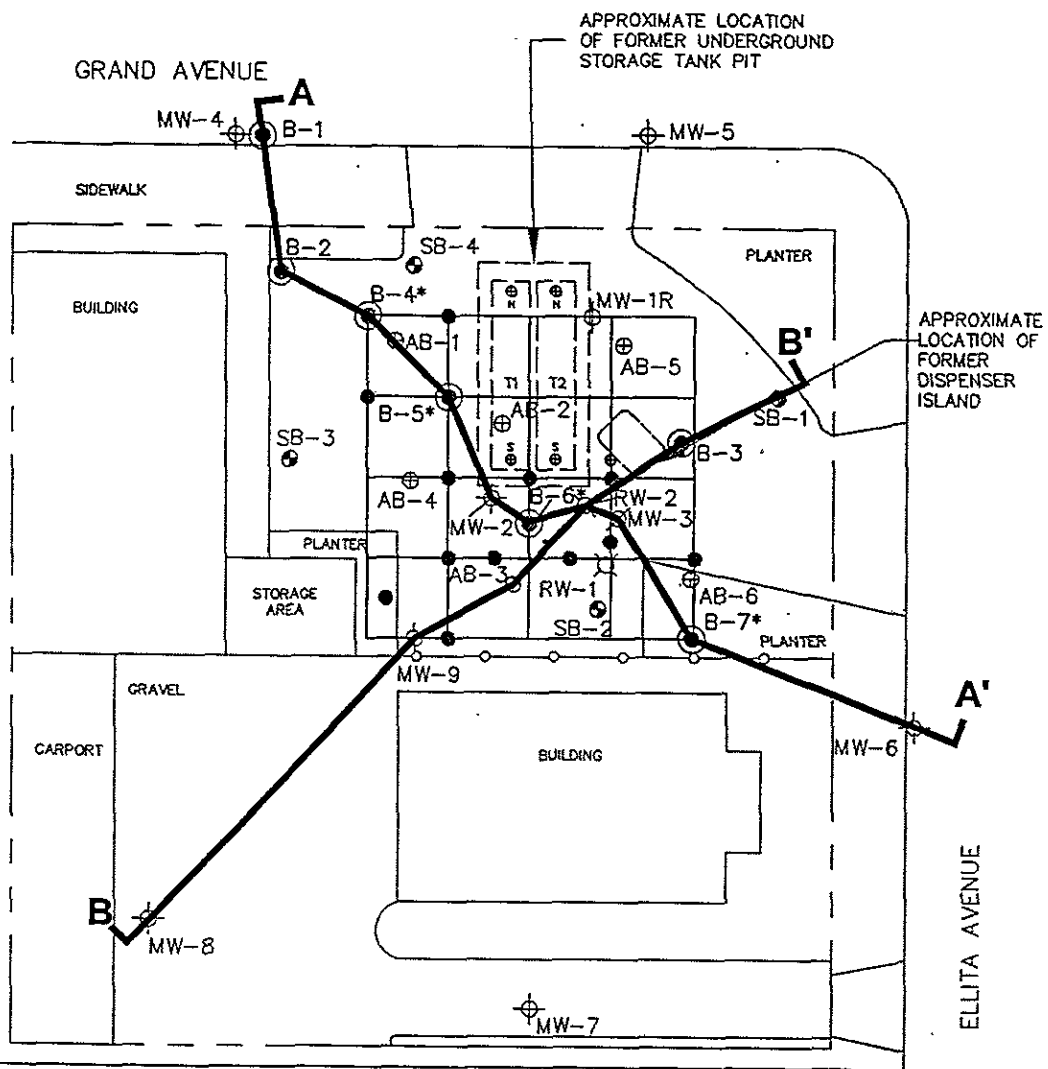 APPROXIMATE LOCATION
OF FORMER UNDERGROUND
STORAGE TANK PIT
GRAND AVENUE
A
MW-4
B-1
MW-5
SIDEWALK
B-2
SB-4
PLANTER
BUILDING
B-4*
N
N
MW-1R
AB-1
AB-5
B'
APPROXIMATE
LOCATION OF
FORMER
DISPENSER
ISLAND
T1
T2
B-5*
AB-2
SB-1
SB-3
S
S
B-3
AB-4
B-6*
RW-2
MW-2
MW-3
PLANTER
AB-3
STORAGE
AREA
RW-1
AB-6
SB-2
B-7*
PLANTER
MW-9
GRAVEL
A'
CARPORT
BUILDING
MW-6
B
MW-8
ELLITA AVENUE
MW-7